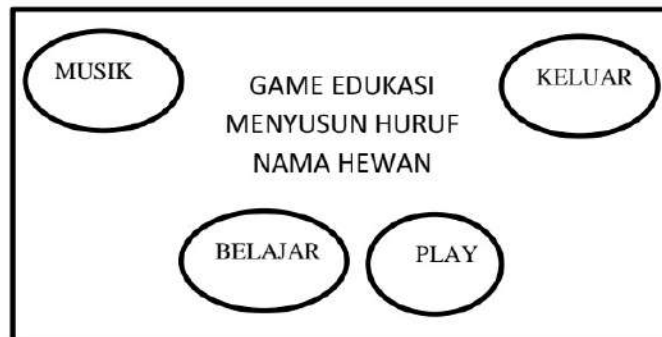 MUSIK
KELUAR
GAME EDUKASI
MENYUSUN HURUF
NAMA HEWAN
BELAJAR
PLAY